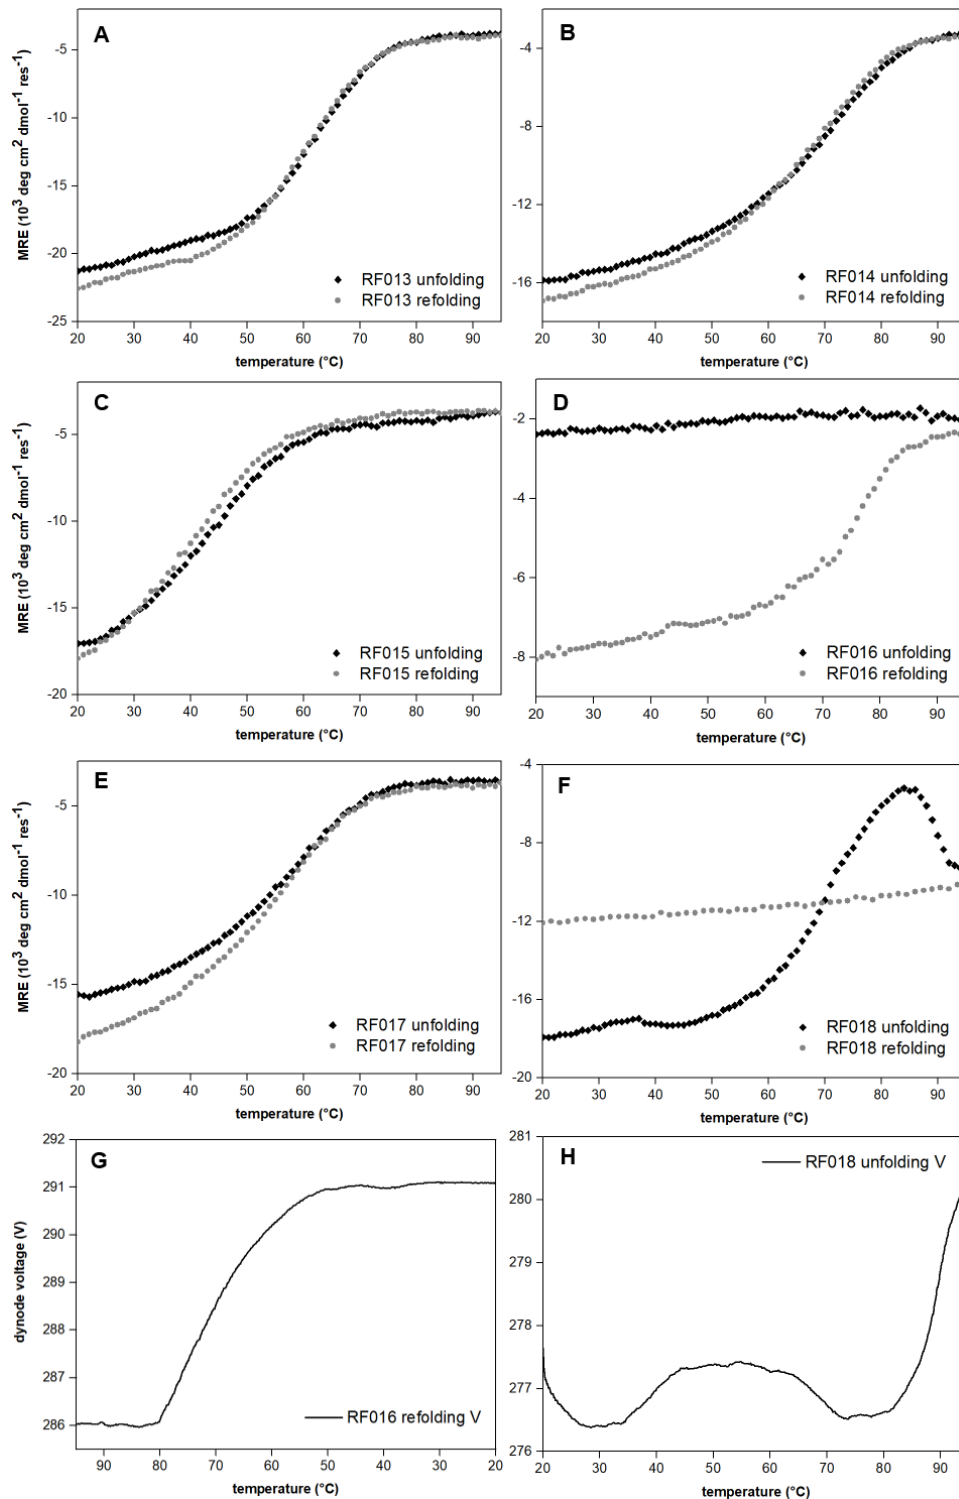 A
-5
-10
-15
-20
-25
MRE (10³ deg cm² dmol⁻¹ res⁻¹)
RF013 unfolding
RF013 refolding
20 30 40 50 60 70 80 90
temperature (°C)
B
-4
-8
-12
-16
RF014 unfolding
RF014 refolding
20 30 40 50 60 70 80 90
temperature (°C)
C
-5
-10
-15
-20
MRE (10³ deg cm² dmol⁻¹ res⁻¹)
RF015 unfolding
RF015 refolding
20 30 40 50 60 70 80 90
temperature (°C)
D
-2
-4
-6
-8
RF016 unfolding
RF016 refolding
20 30 40 50 60 70 80 90
temperature (°C)
E
-5
-10
-15
-20
MRE (10³ deg cm² dmol⁻¹ res⁻¹)
RF017 unfolding
RF017 refolding
20 30 40 50 60 70 80 90
temperature (°C)
F
-4
-8
-12
-16
-20
RF018 unfolding
RF018 refolding
20 30 40 50 60 70 80 90
temperature (°C)
G
292
291
290
289
288
287
286
dynode voltage (V)
RF016 refolding V
90 80 70 60 50 40 30 20
temperature (°C)
H
281
280
279
278
277
276
RF018 unfolding V
20 30 40 50 60 70 80 90
temperature (°C)